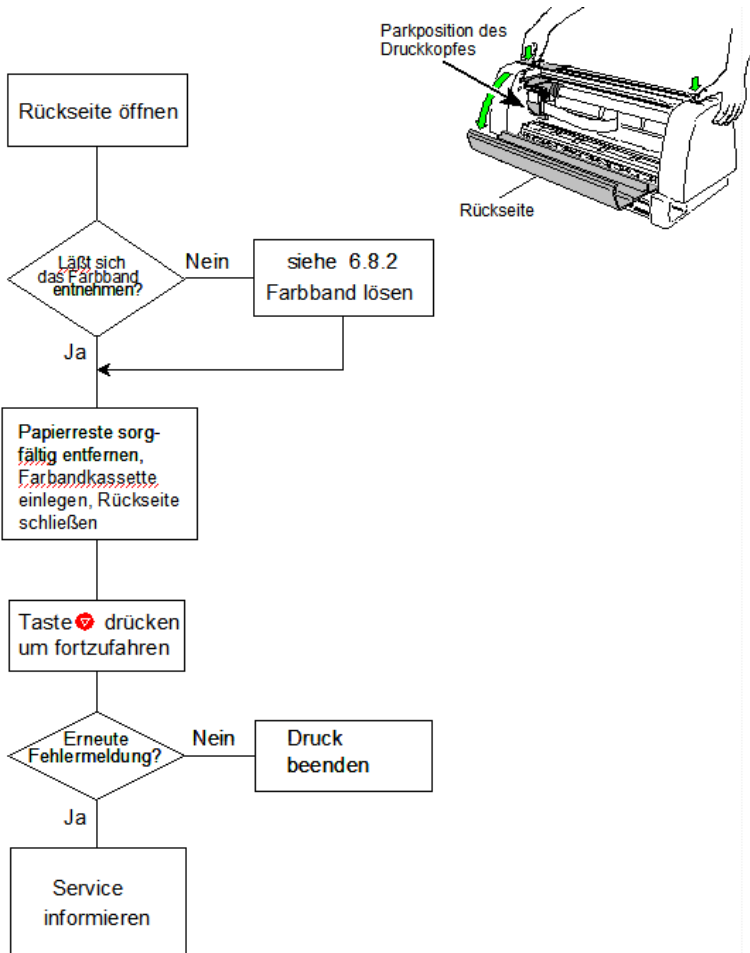 Parkposition des
Druckkopfes
Rückseite
Rückseite öffnen
Läßt sich
das Farbband
entnehmen?
Nein
siehe 6.8.2
Farbband lösen
Ja
Papierreste sorg-
fältig entfernen,
Farbandkassette
einlegen, Rückseite
schließen
Taste drücken
um fortzufahren
Erneute
Fehlermeldung?
Nein
Druck
beenden
Ja
Service
informieren